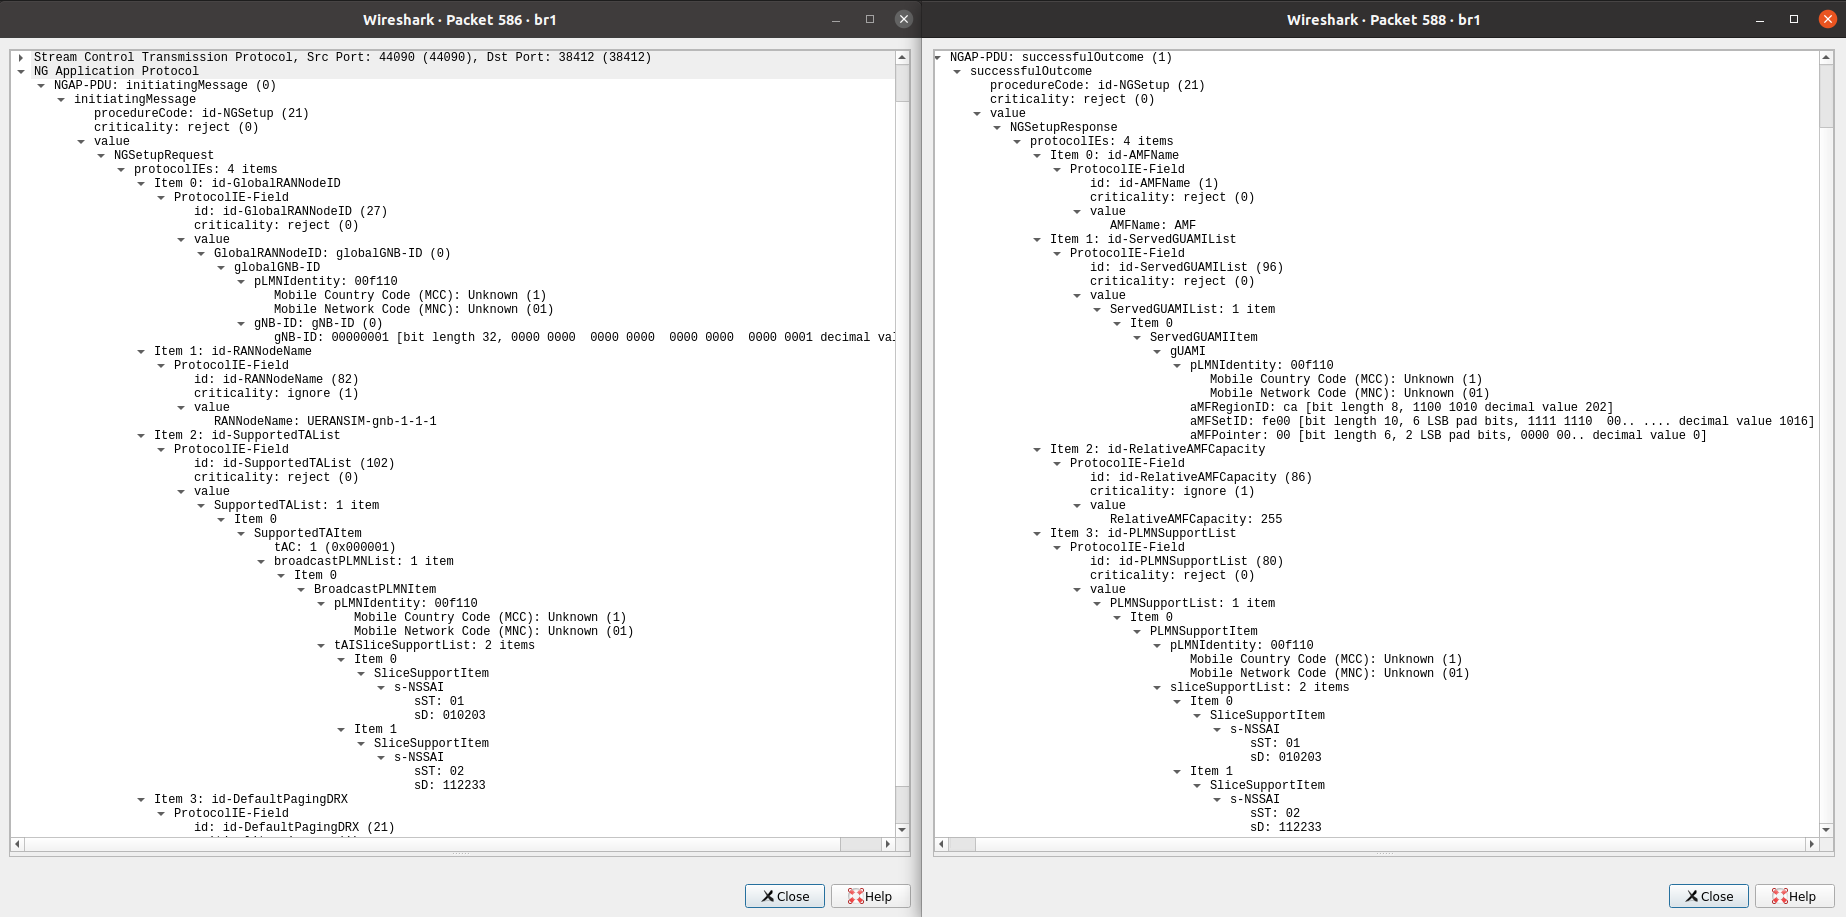 Wireshark · Packet 586 · br1
Stream Control Transmission Protocol, Src Port: 44090 (44090), Dst Port: 38412 (38412)
NG Application Protocol
NGAP-PDU: initiatingMessage (0)
initiatingMessage
procedureCode: id-NGSetup (21)
criticality: reject (0)
value
NGSetupRequest
protocolIEs: 4 items
Item 0: id-GlobalRANNodeID
ProtocolIE-Field
id: id-GlobalRANNodeID (27)
criticality: reject (0)
value
GlobalRANNodeID: globalGNB-ID (0)
globalGNB-ID
pLMNIdentity: 00f110
Mobile Country Code (MCC): Unknown (1)
Mobile Network Code (MNC): Unknown (01)
gNB-ID: gNB-ID (0)
gNB-ID: 00000001 [bit length 32, 0000 0000  0000 0000  0000 0000  0000 0001 decimal
Item 1: id-RANNodeName
ProtocolIE-Field
id: id-RANNodeName (82)
criticality: ignore (1)
value
RANNodeName: UERANSIM-gnb-1-1-1
Item 2: id-SupportedTAList
ProtocolIE-Field
id: id-SupportedTAList (102)
criticality: reject (0)
value
SupportedTAList: 1 item
Item 0
SupportedTAItem
tAC: 1 (0x000001)
broadcastPLMNList: 1 item
Item 0
BroadcastPLMNItem
pLMNIdentity: 00f110
Mobile Country Code (MCC): Unknown (1)
Mobile Network Code (MNC): Unknown (01)
tAISliceSupportList: 2 items
Item 0
SliceSupportItem
s-NSSAI
sST: 01
sD: 010203
Item 1
SliceSupportItem
s-NSSAI
sST: 02
sD: 112233
Item 3: id-DefaultPagingDRX
ProtocolIE-Field
id: id-DefaultPagingDRX (21)
Close
Help
Wireshark · Packet 588 · br1
NGAP-PDU: successfulOutcome (1)
successfulOutcome
procedureCode: id-NGSetup (21)
criticality: reject (0)
value
NGSetupResponse
protocolIEs: 4 items
Item 0: id-AMFName
ProtocolIE-Field
id: id-AMFName (1)
criticality: reject (0)
value
AMFName: AMF
Item 1: id-ServedGUAMIList
ProtocolIE-Field
id: id-ServedGUAMIList (96)
criticality: reject (0)
value
ServedGUAMIList: 1 item
Item 0
ServedGUAMIItem
gUAMI
pLMNIdentity: 00f110
Mobile Country Code (MCC): Unknown (1)
Mobile Network Code (MNC): Unknown (01)
aMFRegionID: ca [bit length 8, 1100 1010 decimal value 202]
aMFSetID: fe00 [bit length 10, 6 LSB pad bits, 1111 1110  00.. .... decimal value 1016]
aMFPointer: 00 [bit length 6, 2 LSB pad bits, 0000 00.. decimal value 0]
Item 2: id-RelativeAMFCapacity
ProtocolIE-Field
id: id-RelativeAMFCapacity (86)
criticality: ignore (1)
value
RelativeAMFCapacity: 255
Item 3: id-PLMNSupportList
ProtocolIE-Field
id: id-PLMNSupportList (80)
criticality: reject (0)
value
PLMNSupportList: 1 item
Item 0
PLMNSupportItem
pLMNIdentity: 00f110
Mobile Country Code (MCC): Unknown (1)
Mobile Network Code (MNC): Unknown (01)
sliceSupportList: 2 items
Item 0
SliceSupportItem
s-NSSAI
sST: 01
sD: 010203
Item 1
SliceSupportItem
s-NSSAI
sST: 02
sD: 112233
Close
Help